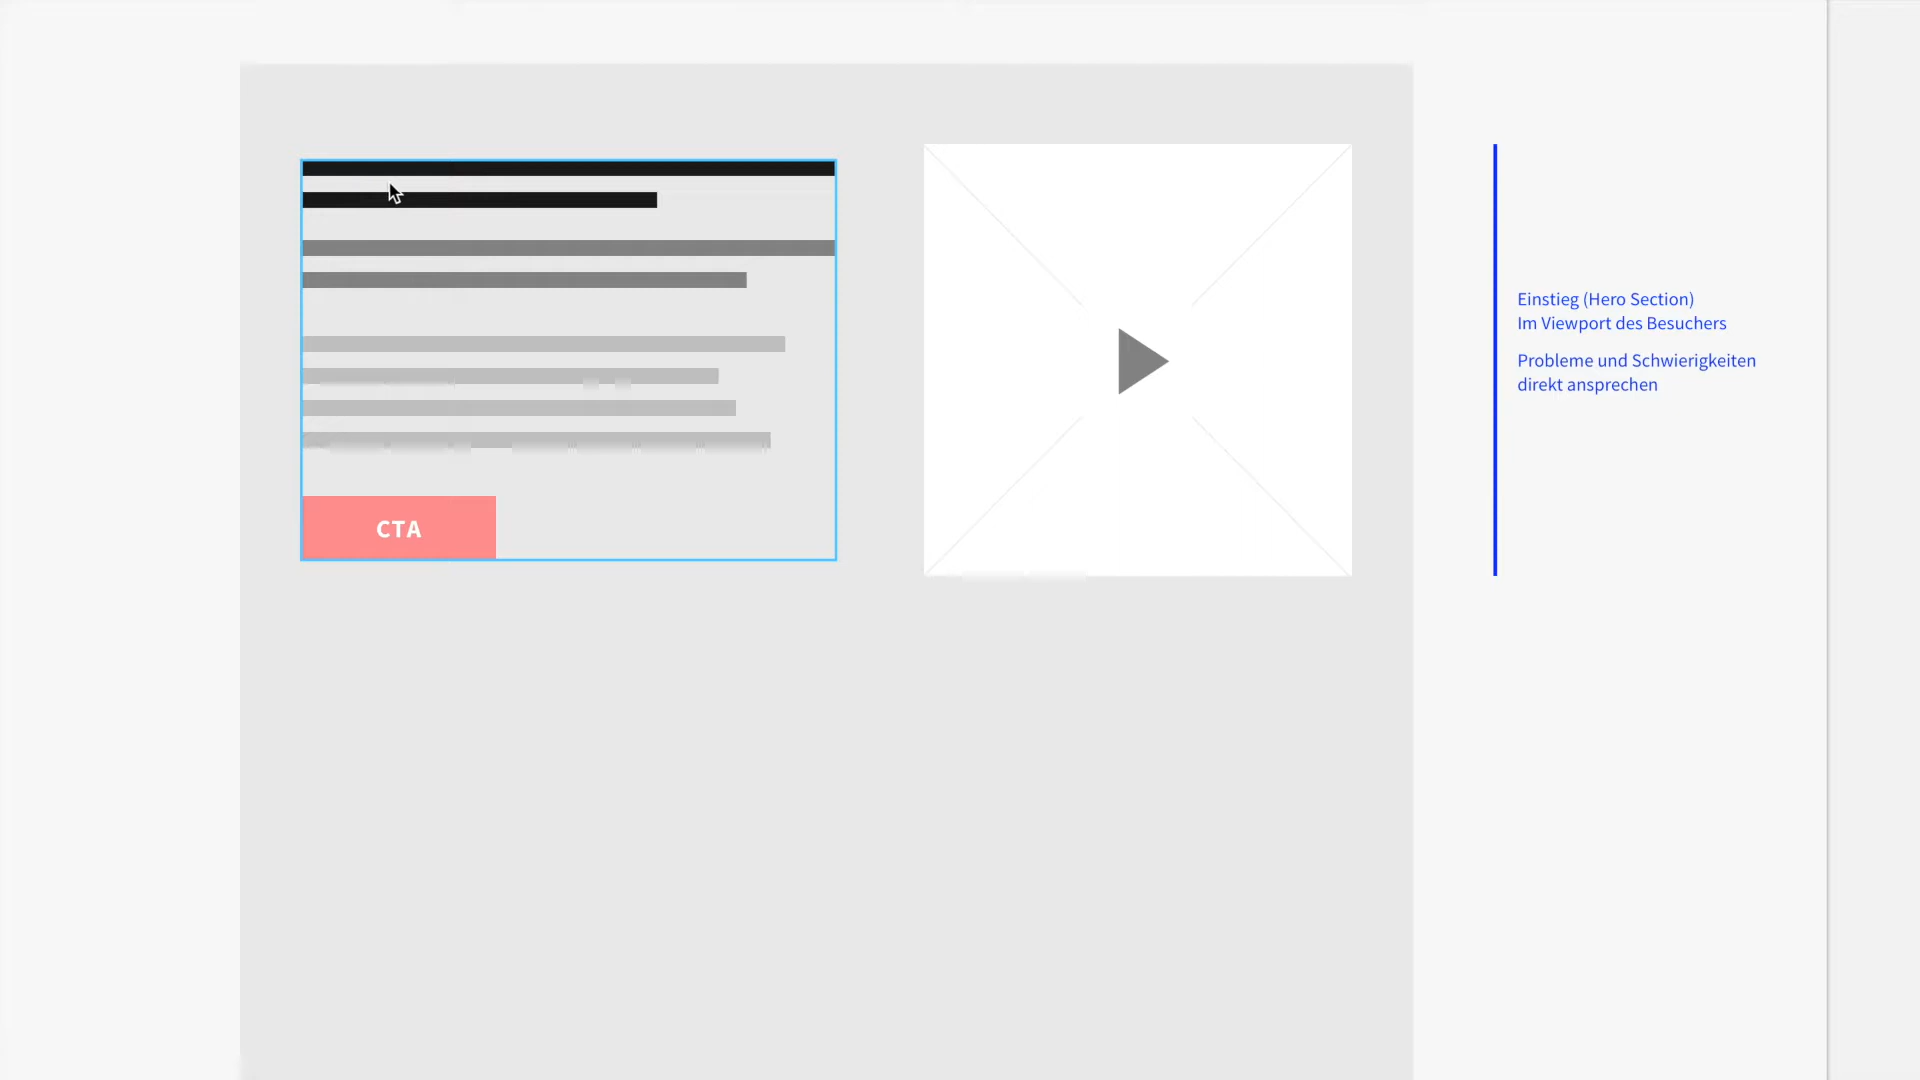 CTA
Einstieg (Hero Section)
Im Viewport des Besuchers
Probleme und Schwierigkeiten
direkt ansprechen